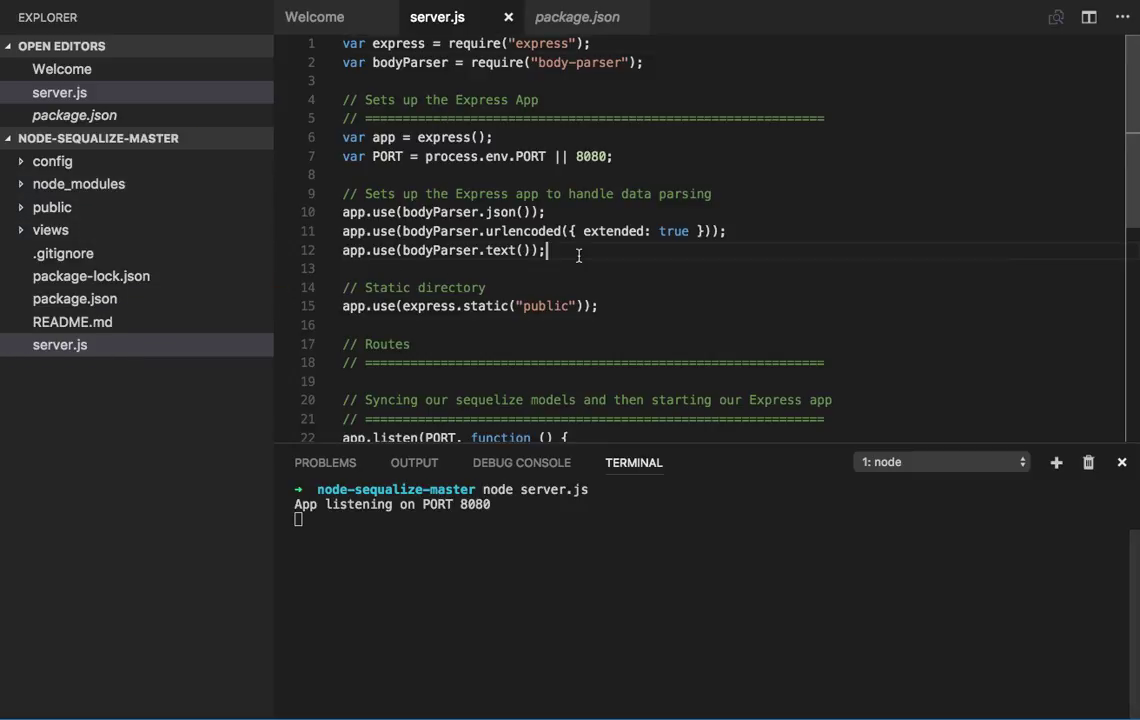 EXPLORER
OPEN EDITORS
Welcome
server.js
package.json
NODE-SEQUALIZE-MASTER
config
node_modules
public
views
.gitignore
package-lock.json
package.json
README.md
server.js
Welcome server.js package.json
1 var express = require("express");
2 var bodyParser = require("body-parser");
3
4 // Sets up the Express App
5 // =============================================================
6 var app = express();
7 var PORT = process.env.PORT || 8080;
8
9 // Sets up the Express app to handle data parsing
10 app.use(bodyParser.json());
11 app.use(bodyParser.urlencoded({ extended: true }));
12 app.use(bodyParser.text());
13
14 // Static directory
15 app.use(express.static("public"));
16
17 // Routes
18 // =============================================================
19
20 // Syncing our sequelize models and then starting our Express app
21 // =============================================================
22 app.listen(PORT, function () {
PROBLEMS OUTPUT DEBUG CONSOLE TERMINAL 1: node
➜ node-sequalize-master node server.js
App listening on PORT 8080